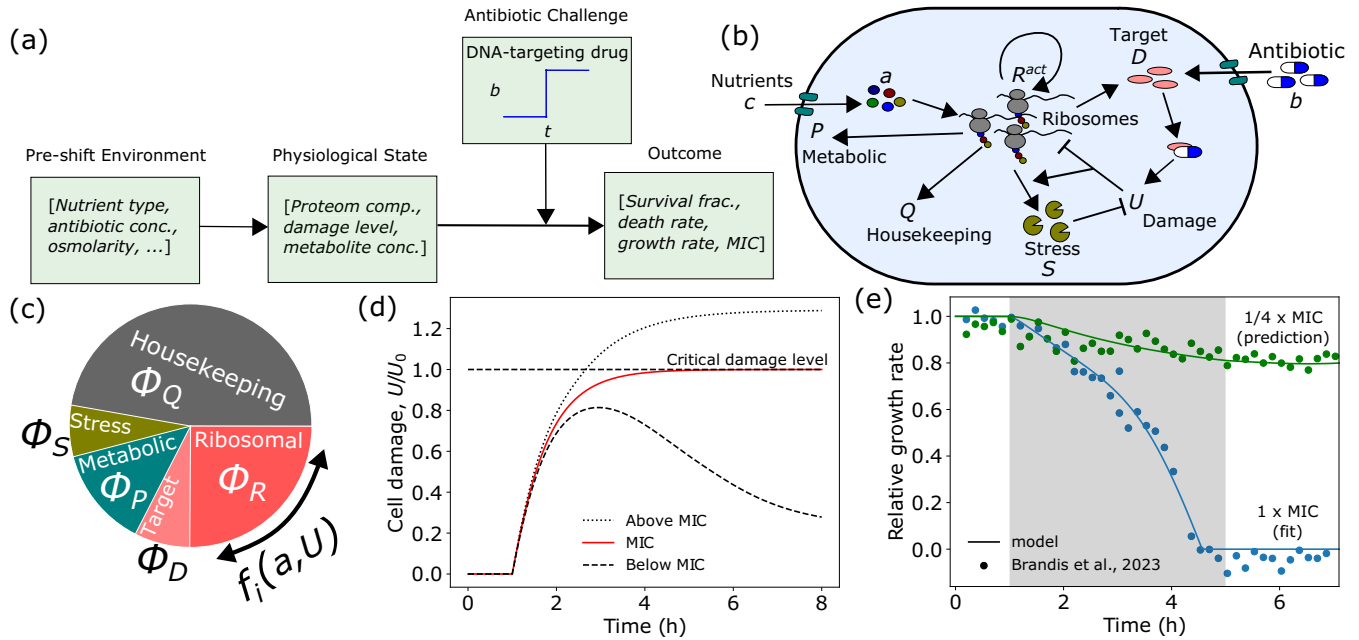 (a)
Antibiotic Challenge
DNA-targeting drug
b
t
Pre-shift Environment
[Nutrient type,
antibiotic conc.,
osmolarity, ...]
Physiological State
[Proteom comp.,
damage level,
metabolite conc.]
Outcome
[Survival frac.,
death rate,
growth rate, MIC]
(b)
Nutrients
c
a
R^act
Target
D
Antibiotic
b
P
Metabolic
Ribosomes
Q
Housekeeping
Stress
S
U
Damage
(c)
Housekeeping
Φ_Q
Stress
Φ_S
Metabolic
Φ_P
Target
Φ_D
Ribosomal
Φ_R
f_i(a,U)
(d)
Cell damage, U/U_0
1.2
1.0
0.8
0.6
0.4
0.2
0.0
Critical damage level
Above MIC
MIC
Below MIC
0 2 4 6 8
Time (h)
(e)
Relative growth rate
1.0
0.8
0.6
0.4
0.2
0.0
1/4 x MIC
(prediction)
1 x MIC
(fit)
model
Brandis et al., 2023
0 2 4 6
Time (h)